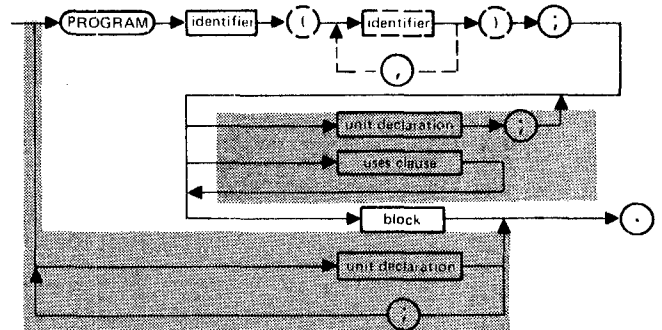 PROGRAM identifier ( identifier ) ;
,
unit declaration ;
uses clause
block .
unit declaration
;